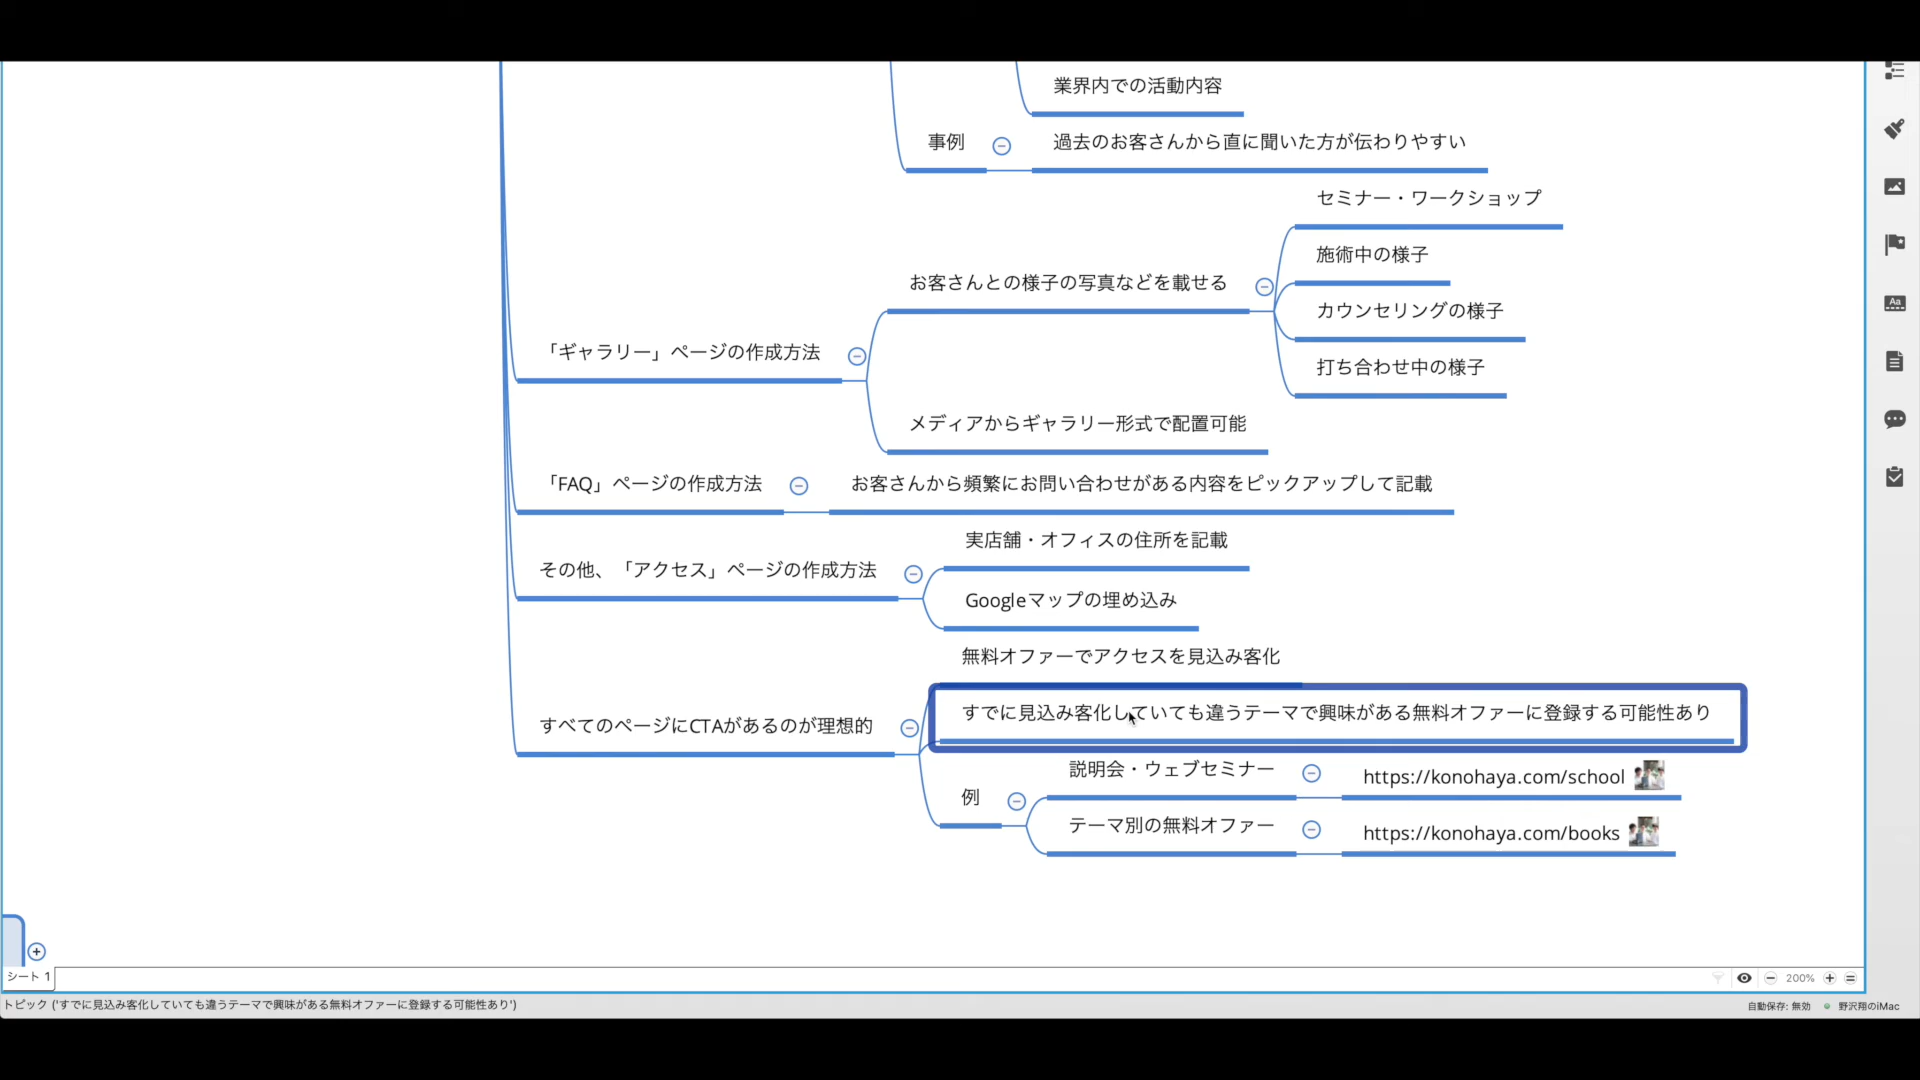 業界内での活動内容
事例
過去のお客さんから直に聞いた方が伝わりやすい
セミナー・ワークショップ
施術中の様子
お客さんとの様子の写真などを載せる
カウンセリングの様子
「ギャラリー」ページの作成方法
打ち合わせ中の様子
メディアからギャラリー形式で配置可能
「FAQ」ページの作成方法
お客さんから頻繁にお問い合わせがある内容をピックアップして記載
実店舗・オフィスの住所を記載
その他、「アクセス」ページの作成方法
Googleマップの埋め込み
無料オファーでアクセスを見込み客化
すでに見込み客化していても違うテーマで興味がある無料オファーに登録する可能性あり
すべてのページにCTAがあるのが理想的
説明会・ウェブセミナー
https://konohaya.com/school
例
テーマ別の無料オファー
https://konohaya.com/books
シート 1
200%
トピック ('すでに見込み客化していても違うテーマで興味がある無料オファーに登録する可能性あり')
自動保存: 無効
野沢翔のiMac
Aa